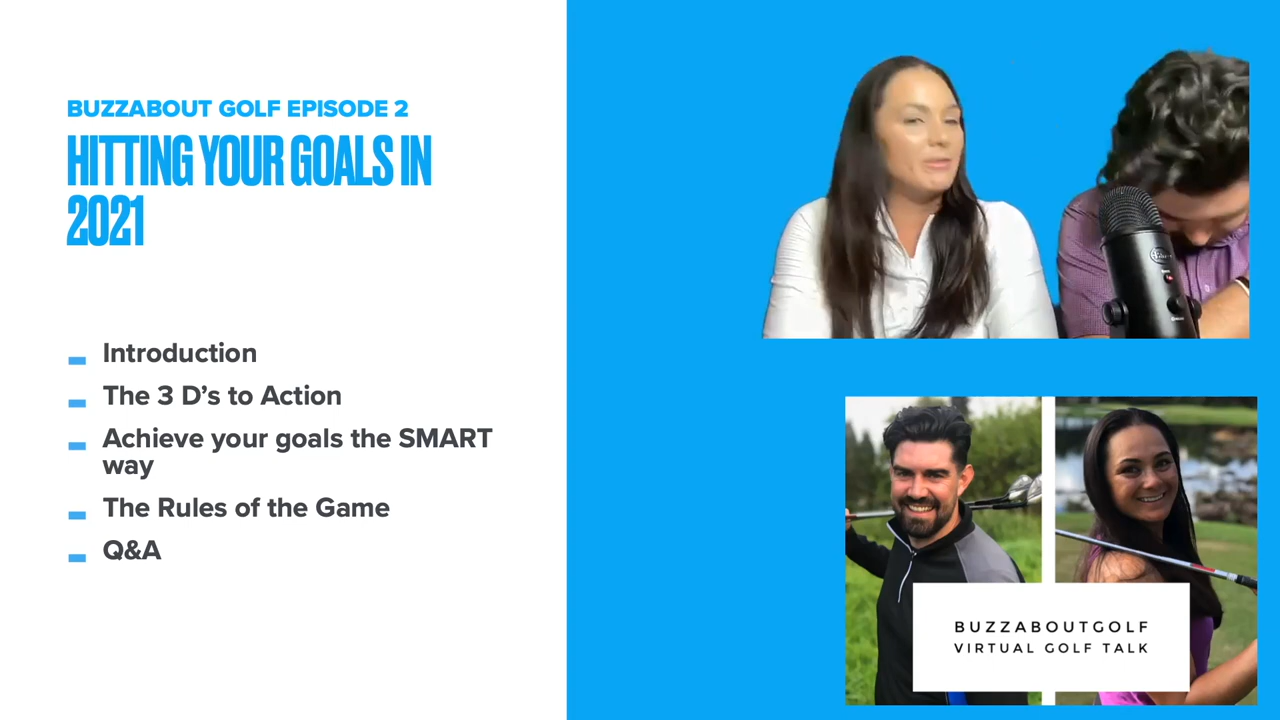 BUZZABOUT GOLF EPISODE 2
HITTING YOUR GOALS IN
2021
Introduction
The 3 D’s to Action
Achieve your goals the SMART
way
The Rules of the Game
Q&A
BUZZABOUTGOLF
VIRTUAL GOLF TALK